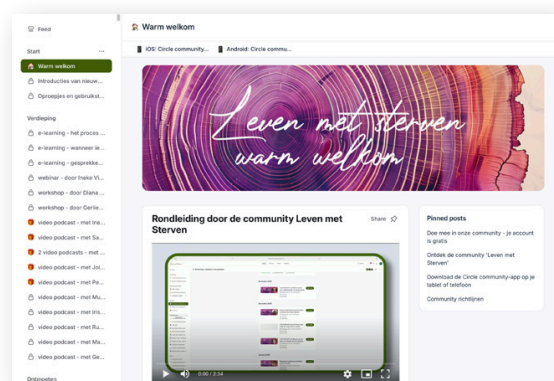 Feed
Warm welkom
Start
iOS: Circle community...
Android: Circle commu...
Warm welkom
Introducties van nieuw...
Oproepjes en gebruikst...
Leven met sterven
warm welkom
Verdieping
e-learning - het proces ...
e-learning - wanneer ie...
e-learning - gesprekke...
webinar - door Ineke Vi...
workshop - door Elana ...
workshop - door Gerlie...
video podcast - met Ine...
video podcast - met Sa...
2 video podcasts - met ...
video podcast - met Joï...
video podcast - met Pe...
video podcast - met Mu...
video podcast - met Iris...
video podcast - met Ru...
video podcast - met Ma...
video podcast - met Ge...
Ontmoeten
Rondleiding door de community Leven met
Sterven
Share
0:00 / 2:34
Pinned posts
Doe mee in onze community - je account
is gratis
Ontdek de community 'Leven met
Sterven'
Download de Circle community-app op je
tablet of telefoon
Community richtlijnen